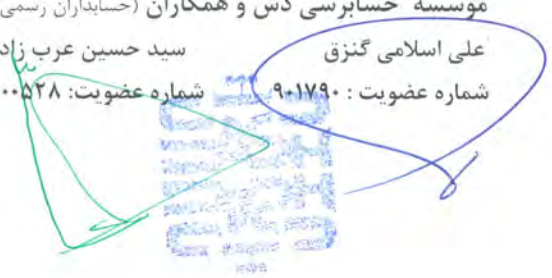 موسسه حسابرسی دش و همکاران (حسابداران رسمی
علی اسلامی گنزق سید حسین عرب زاد
شماره عضویت : ۹۰۱۷۹۰ شماره عضویت: ۰۰۵۲۸